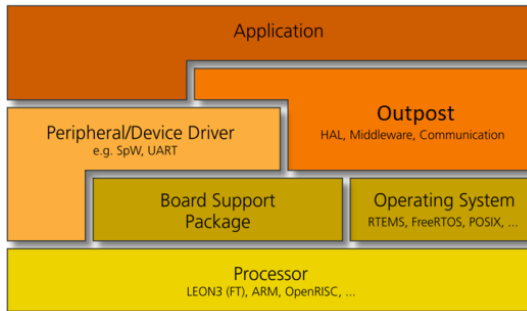 Application
Outpost
HAL, Middleware, Communication
Peripheral/Device Driver
e.g. SpW, UART
Board Support
Package
Operating System
RTEMS, FreeRTOS, POSIX, ...
Processor
LEON3 (FT), ARM, OpenRISC, ...